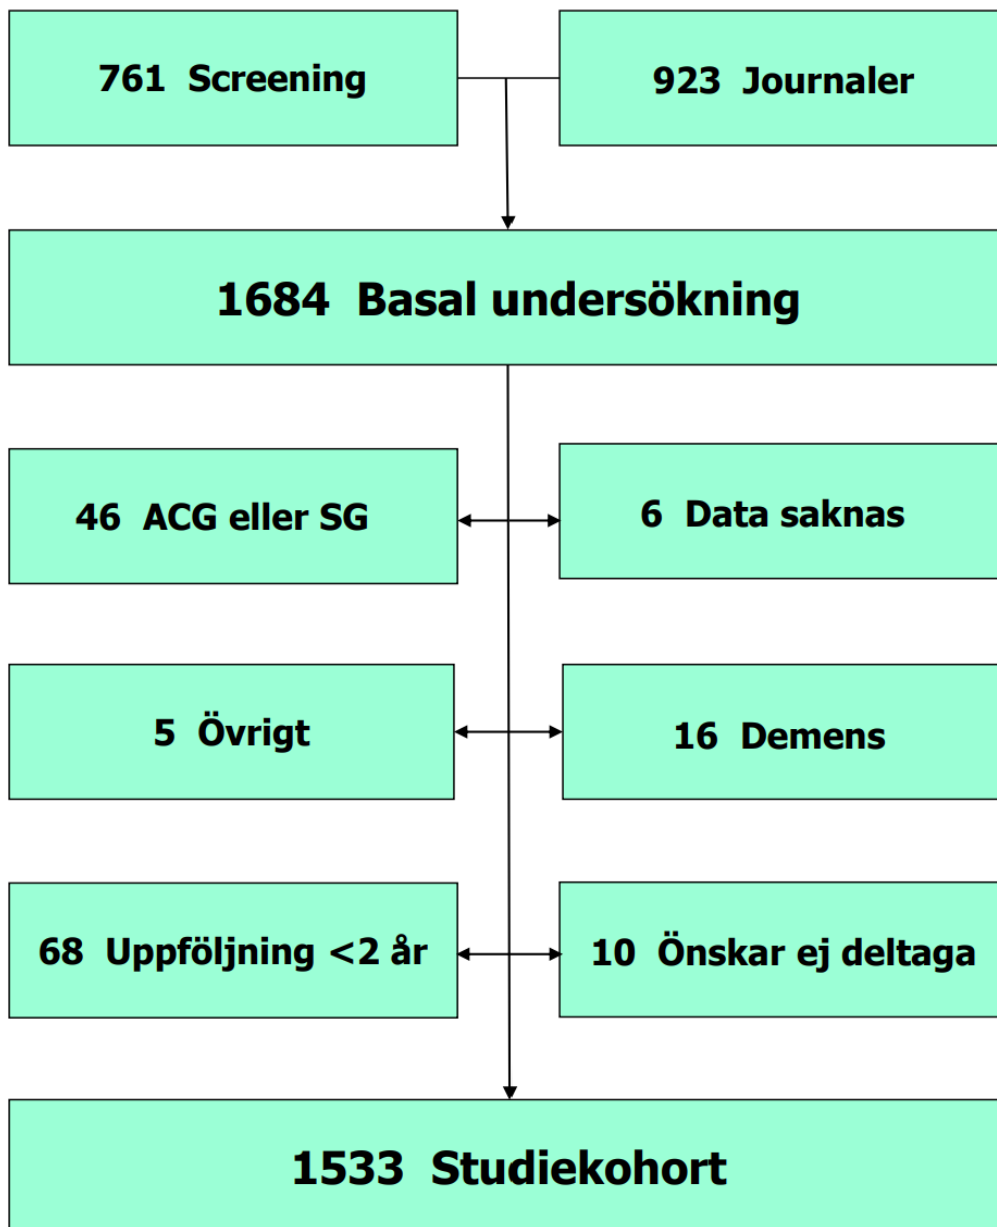 761 Screening
923 Journaler
1684 Basal undersökning
46 ACG eller SG
6 Data saknas
5 Övrigt
16 Demens
68 Uppföljning <2 år
10 Önskar ej deltaga
1533 Studiekohort